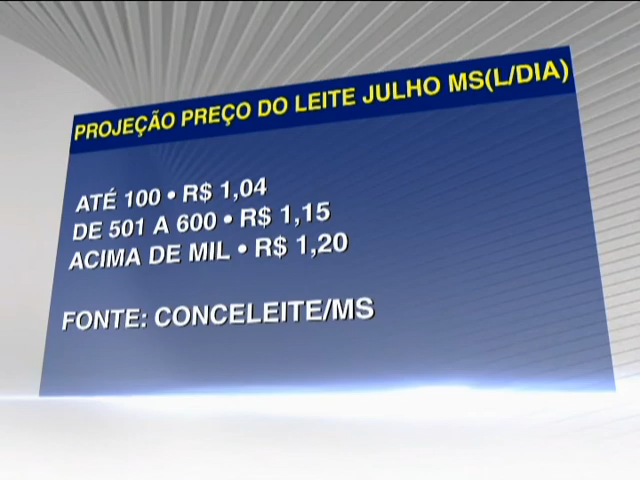 PROJEÇÃO PREÇO DO LEITE JULHO MS(L/DIA)
ATÉ 100 • R$ 1,04
DE 501 A 600 • R$ 1,15
ACIMA DE MIL • R$ 1,20
FONTE: CONCELEITE/MS